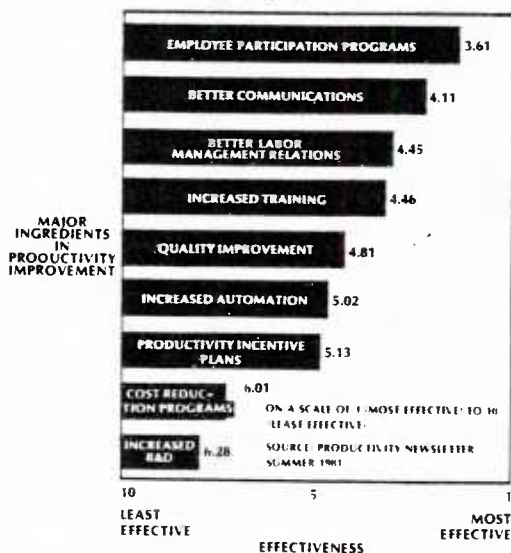 EMPLOYEE PARTICIPATION PROGRAMS 3.61
BETTER COMMUNICATIONS 4.11
BETTER LABOR
MANAGEMENT RELATIONS 4.45
INCREASED TRAINING 4.46
MAJOR
INGREDIENTS
IN
PRODUCTIVITY
IMPROVEMENT
QUALITY IMPROVEMENT 4.81
INCREASED AUTOMATION 5.02
PRODUCTIVITY INCENTIVE
PLANS 5.13
COST REDUC-
TION PROGRAMS 6.01
ON A SCALE OF 1-MOST EFFECTIVE TO 10
LEAST EFFECTIVE
INCREASED
R&D 6.28
SOURCE: PRODUCTIVITY NEWSLETTER
SUMMER 1981
10 5 1
LEAST
EFFECTIVE
MOST
EFFECTIVE
EFFECTIVENESS